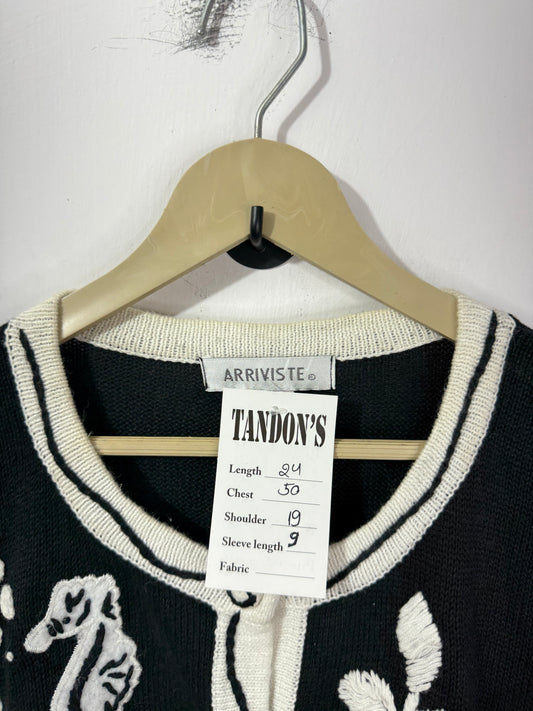 ARRIVISTE©
TANDON'S
Length 24
Chest 50
Shoulder 19
Sleeve length 9
Fabric